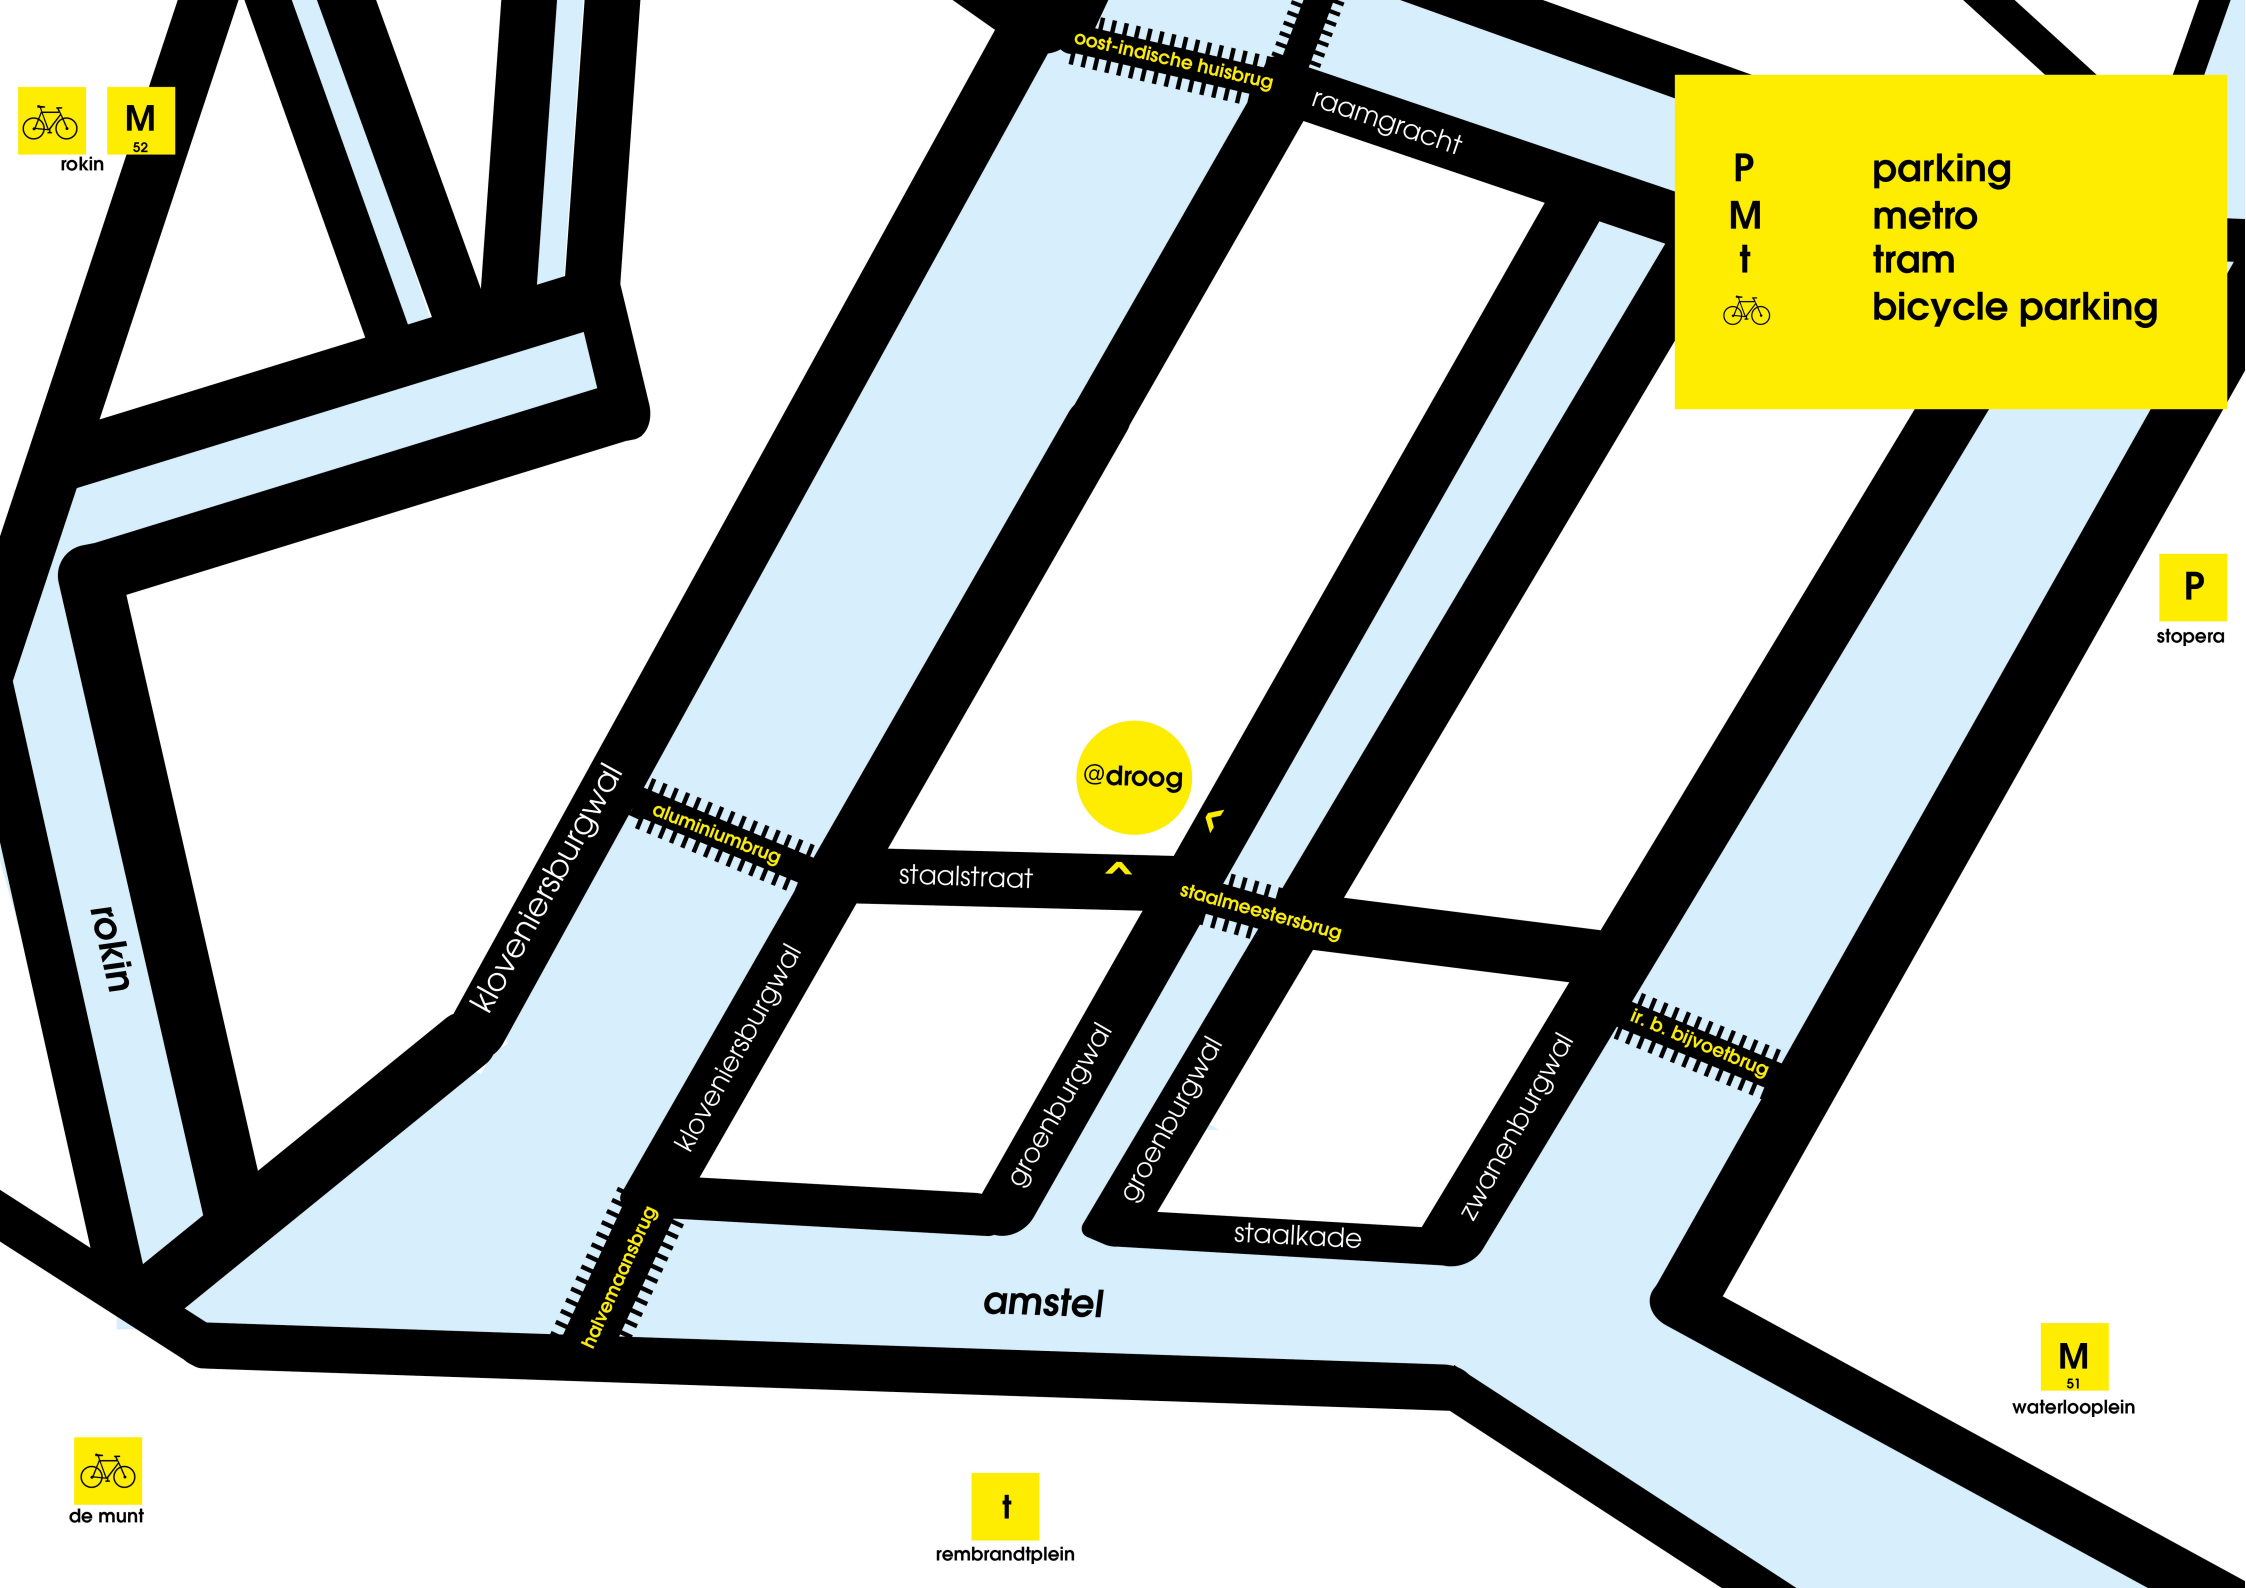 oost-indische huisbrug
raamgracht
M
52
rokin
P parking
M metro
t tram
bicycle parking
P
stopera
@droog
kloveniersburgwal
aluminiumbrug
staalstraat
staalmeestersbrug
rokin
kloveniersburgwal
groenburgwal
groenburgwal
zwanenburgwal
ir. b. bijvoetbrug
halvemaansbrug
staalkade
amstel
M
51
waterlooplein
de munt
t
rembrandtplein